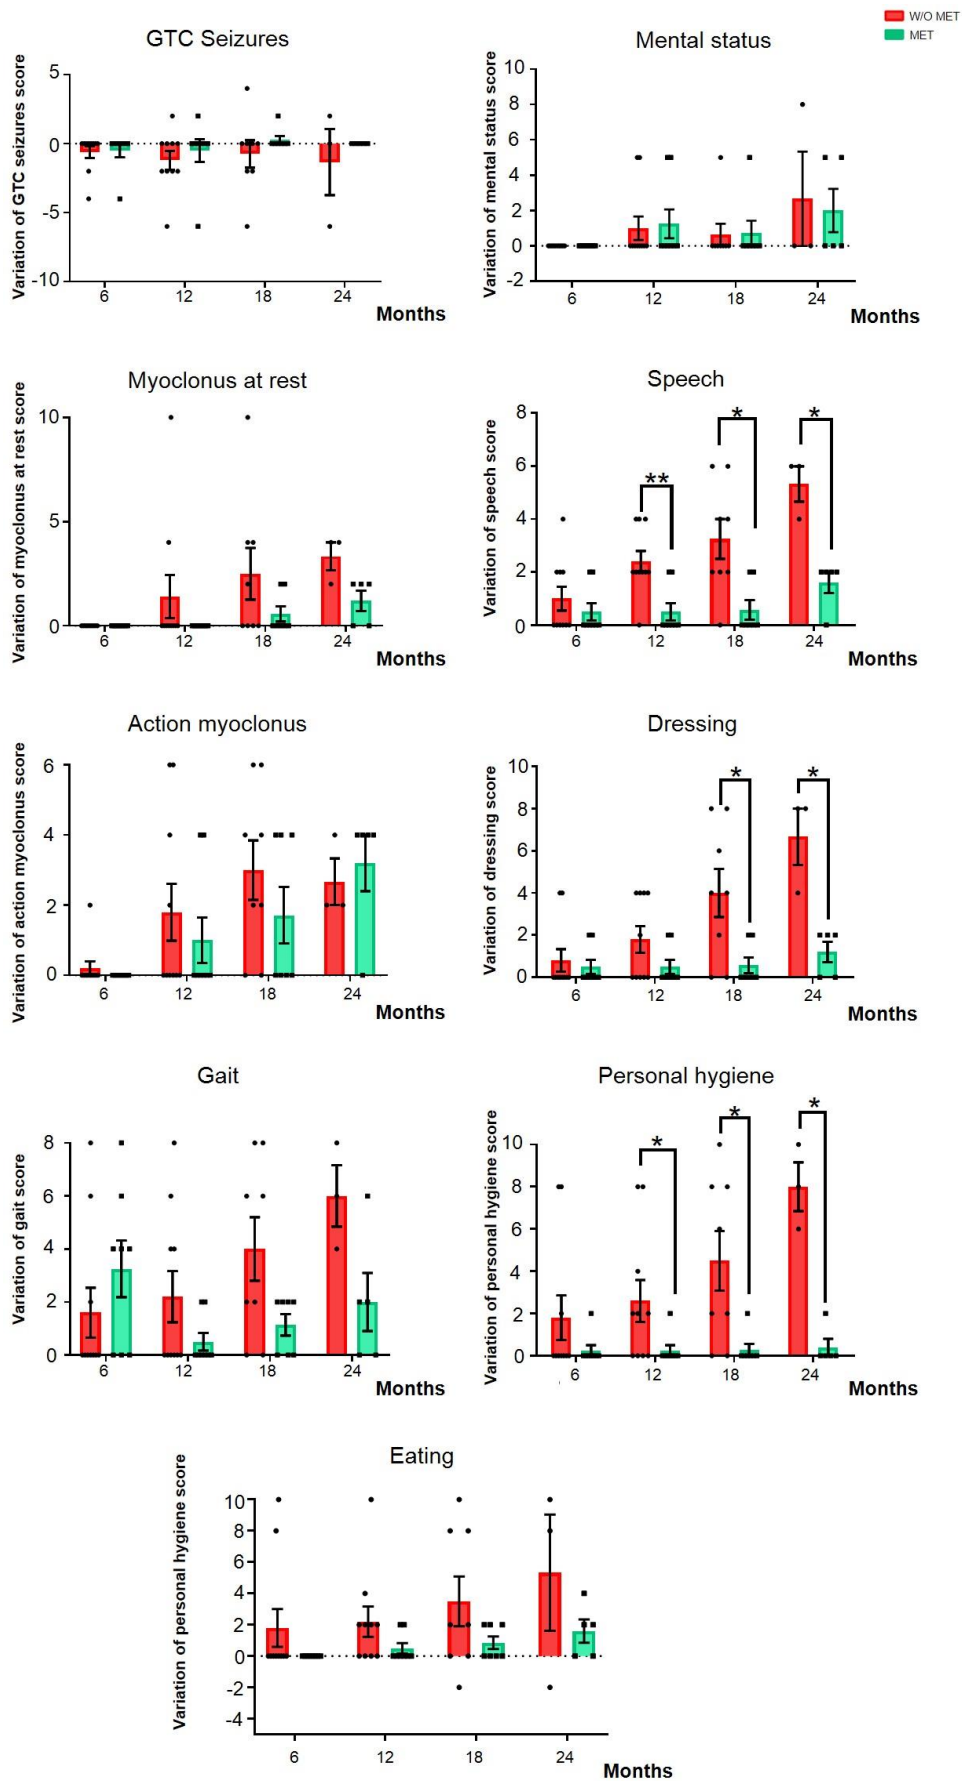 W/O MET
MET
GTC Seizures
Variation of GTC seizures score
5
0
-5
-10
6 12 18 24
Months
Mental status
Variation of mental status score
10
8
6
4
2
0
-2
6 12 18 24
Months
Myoclonus at rest
Variation of myoclonus at rest score
10
5
0
6 12 18 24
Months
Speech
Variation of speech score
8
6
4
2
0
** * *
6 12 18 24
Months
Action myoclonus
Variation of action myoclonus score
6
4
2
0
6 12 18 24
Months
Dressing
Variation of dressing score
10
8
6
4
2
0
* *
6 12 18 24
Months
Gait
Variation of gait score
8
6
4
2
0
6 12 18 24
Months
Personal hygiene
Variation of personal hygiene score
10
8
6
4
2
0
* * *
6 12 18 24
Months
Eating
Variation of personal hygiene score
10
8
6
4
2
0
-2
-4
6 12 18 24
Months